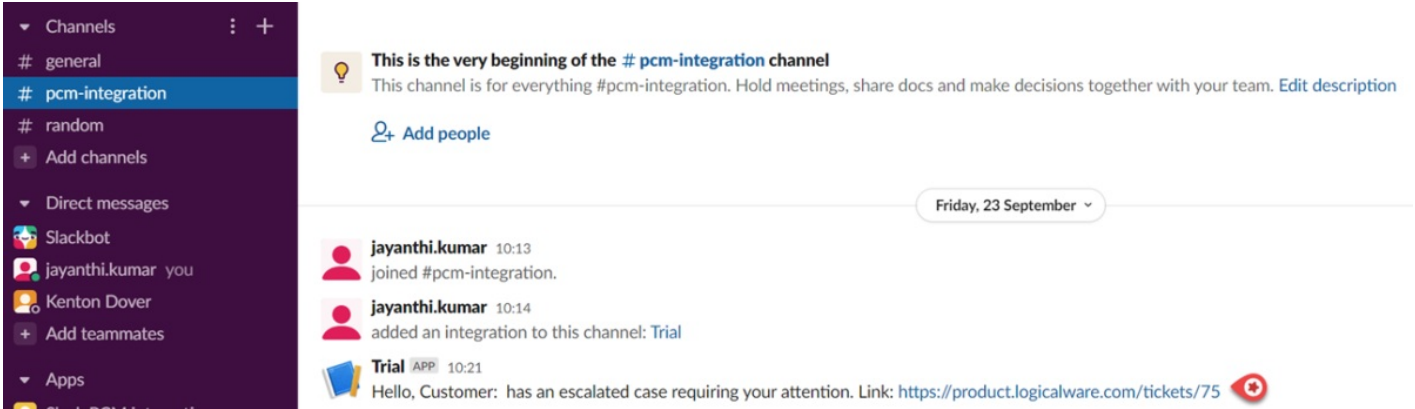 Channels
# general
# pcm-integration
# random
+ Add channels
Direct messages
Slackbot
jayanthi.kumar you
Kenton Dover
+ Add teammates
Apps
This is the very beginning of the # pcm-integration channel
This channel is for everything #pcm-integration. Hold meetings, share docs and make decisions together with your team. Edit description
Add people
Friday, 23 September
jayanthi.kumar 10:13
joined #pcm-integration.
jayanthi.kumar 10:14
added an integration to this channel: Trial
Trial APP 10:21
Hello, Customer:  has an escalated case requiring your attention. Link: https://product.logicalware.com/tickets/75